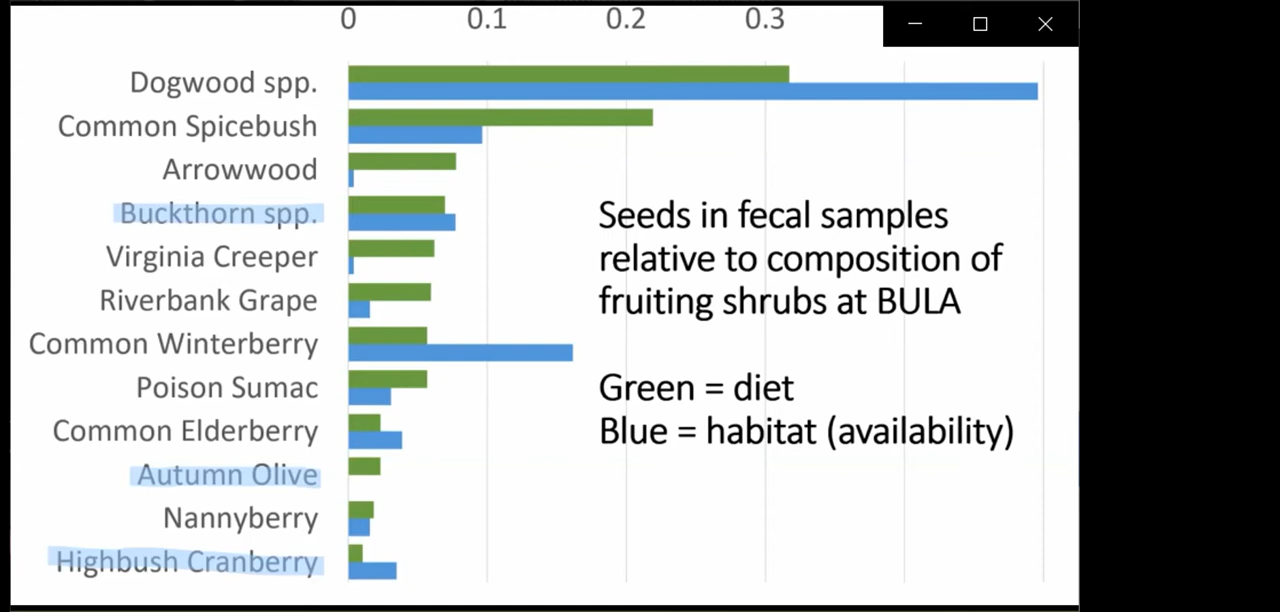 0 0.1 0.2 0.3
Dogwood spp.
Common Spicebush
Arrowwood
Buckthorn spp.
Virginia Creeper
Riverbank Grape
Common Winterberry
Poison Sumac
Common Elderberry
Autumn Olive
Nannyberry
Highbush Cranberry
Seeds in fecal samples
relative to composition of
fruiting shrubs at BULA
Green = diet
Blue = habitat (availability)